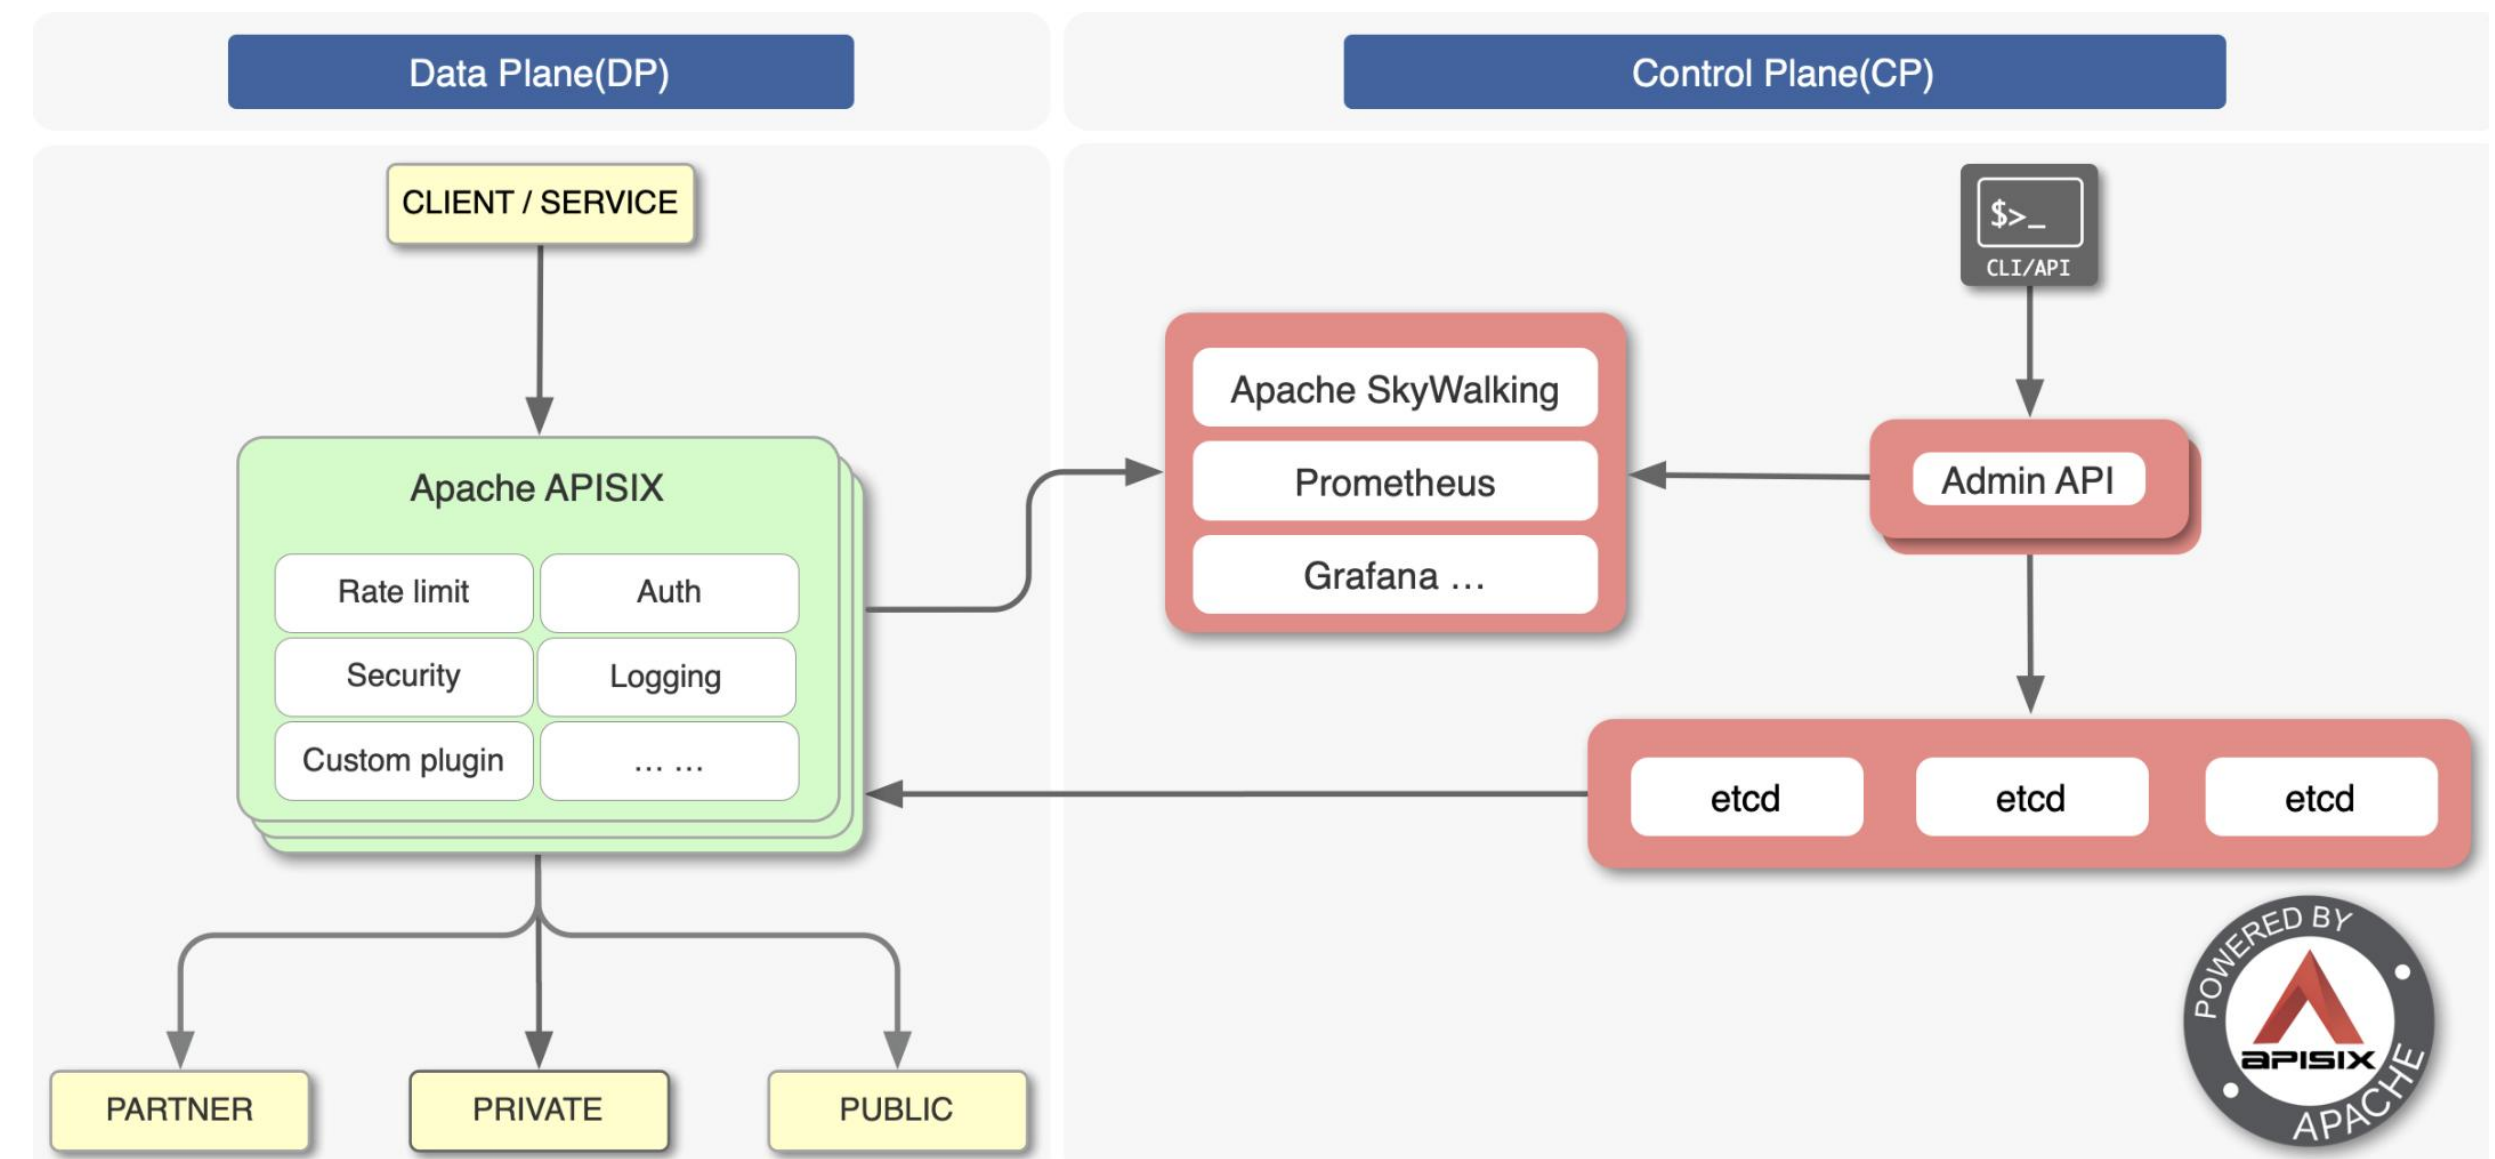 Data Plane(DP)
Control Plane(CP)
CLIENT / SERVICE
$>_
CLI/API
Apache APISIX
Rate limit
Auth
Security
Logging
Custom plugin
... ...
Apache SkyWalking
Prometheus
Grafana ...
Admin API
etcd
etcd
etcd
PARTNER
PRIVATE
PUBLIC
POWERED BY
APISIX
APACHE